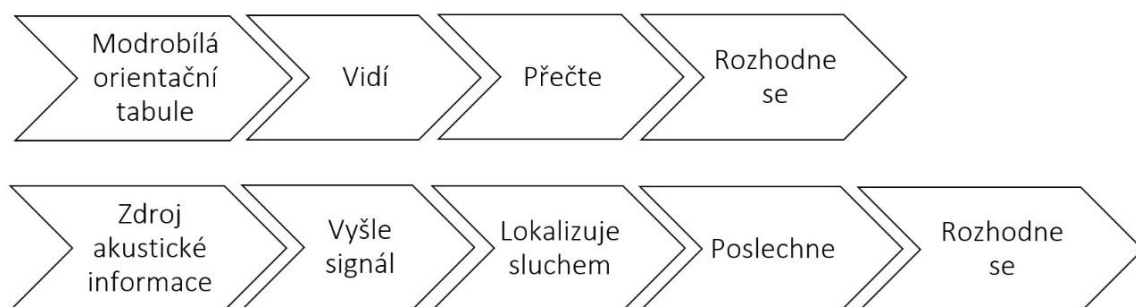 Modrobílá
orientační
tabule
Vidí
Přečte
Rozhodne
se
Zdroj
akustické
informace
Vyšle
signál
Lokalizuje
sluchem
Poslechne
Rozhodne
se